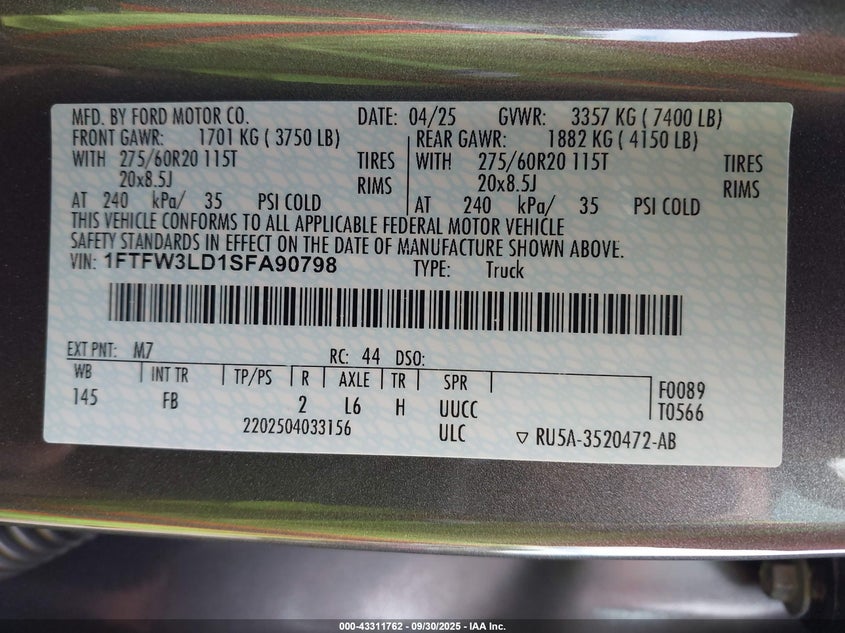 MFD. BY FORD MOTOR CO. DATE: 04/25 GVWR: 3357 KG ( 7400 LB)
FRONT GAWR: 1701 KG ( 3750 LB) REAR GAWR: 1882 KG ( 4150 LB)
WITH 275/60R20 115T TIRES WITH 275/60R20 115T TIRES
20x8.5J RIMS 20x8.5J RIMS
AT 240 kPa/ 35 PSI COLD AT 240 kPa/ 35 PSI COLD
THIS VEHICLE CONFORMS TO ALL APPLICABLE FEDERAL MOTOR VEHICLE
SAFETY STANDARDS IN EFFECT ON THE DATE OF MANUFACTURE SHOWN ABOVE.
VIN: 1FTFW3LD1SFA90798 TYPE: Truck
EXT PNT: M7 RC: 44 DSO:
WB INT TR TP/PS R AXLE TR SPR F0089
145 FB 2 L6 H UUCC T0566
2202504033156 ULC ▽ RU5A-3520472-AB
000-43311762 - 09/30/2025 - IAA Inc.